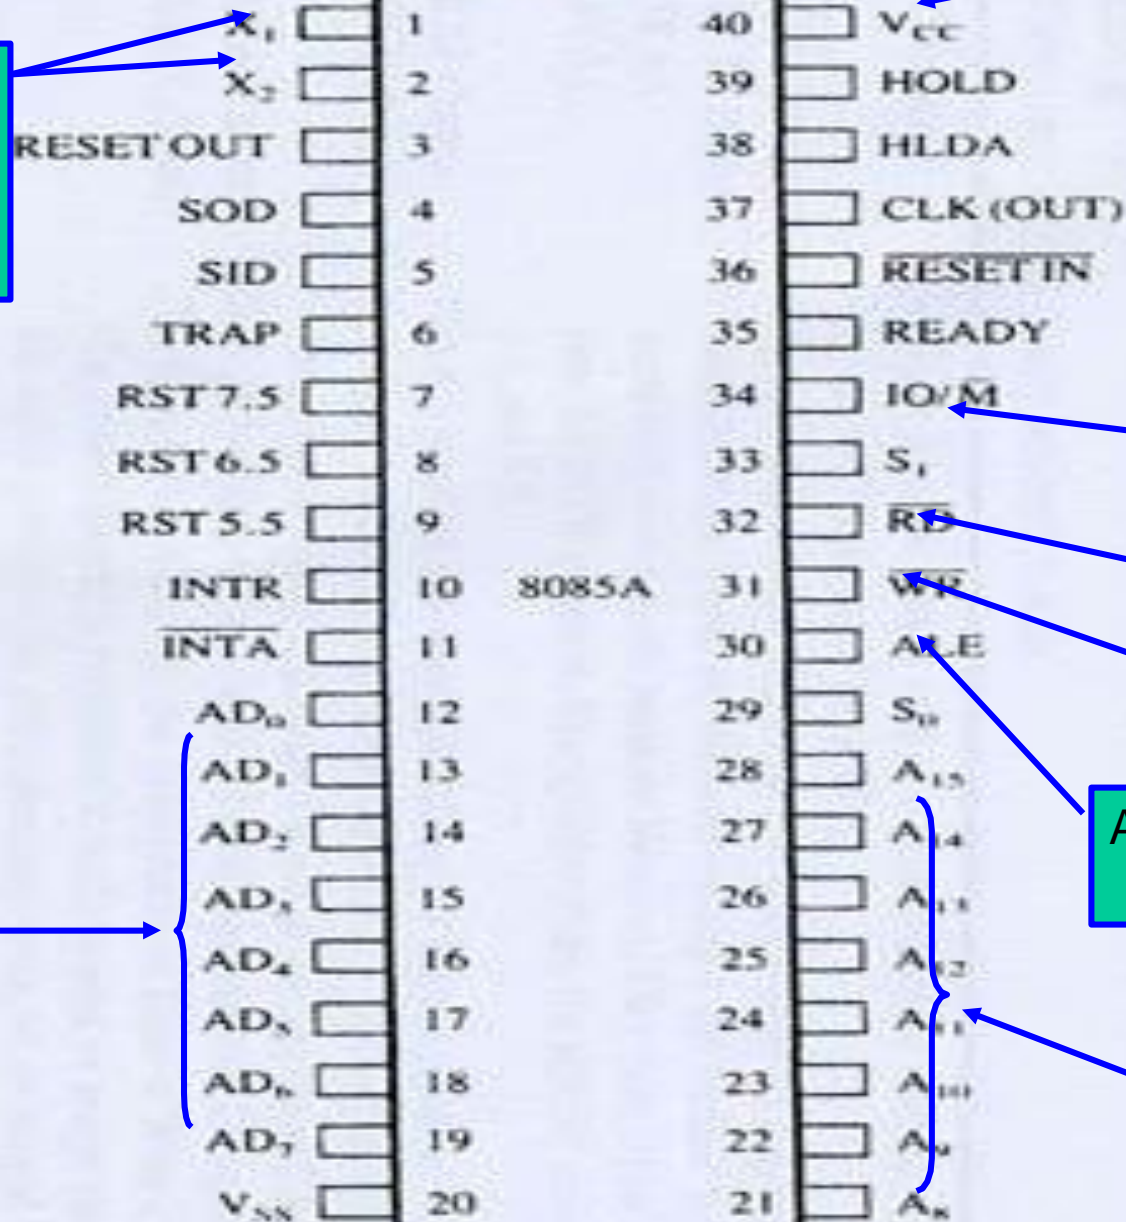 X₁ 1 40 V_CC
X₂ 2 39 HOLD
RESET OUT 3 38 HLDA
SOD 4 37 CLK (OUT)
SID 5 36 RESET IN
TRAP 6 35 READY
RST 7.5 7 34 IO/M
RST 6.5 8 33 S₁
RST 5.5 9 32 RD
INTR 10 8085A 31 WR
INTA 11 30 ALE
AD₀ 12 29 S₀
AD₁ 13 28 A₁₅
AD₂ 14 27 A₁₄
AD₃ 15 26 A₁₃
AD₄ 16 25 A₁₂
AD₅ 17 24 A₁₁
AD₆ 18 23 A₁₀
AD₇ 19 22 A₉
V_SS 20 21 A₈
A